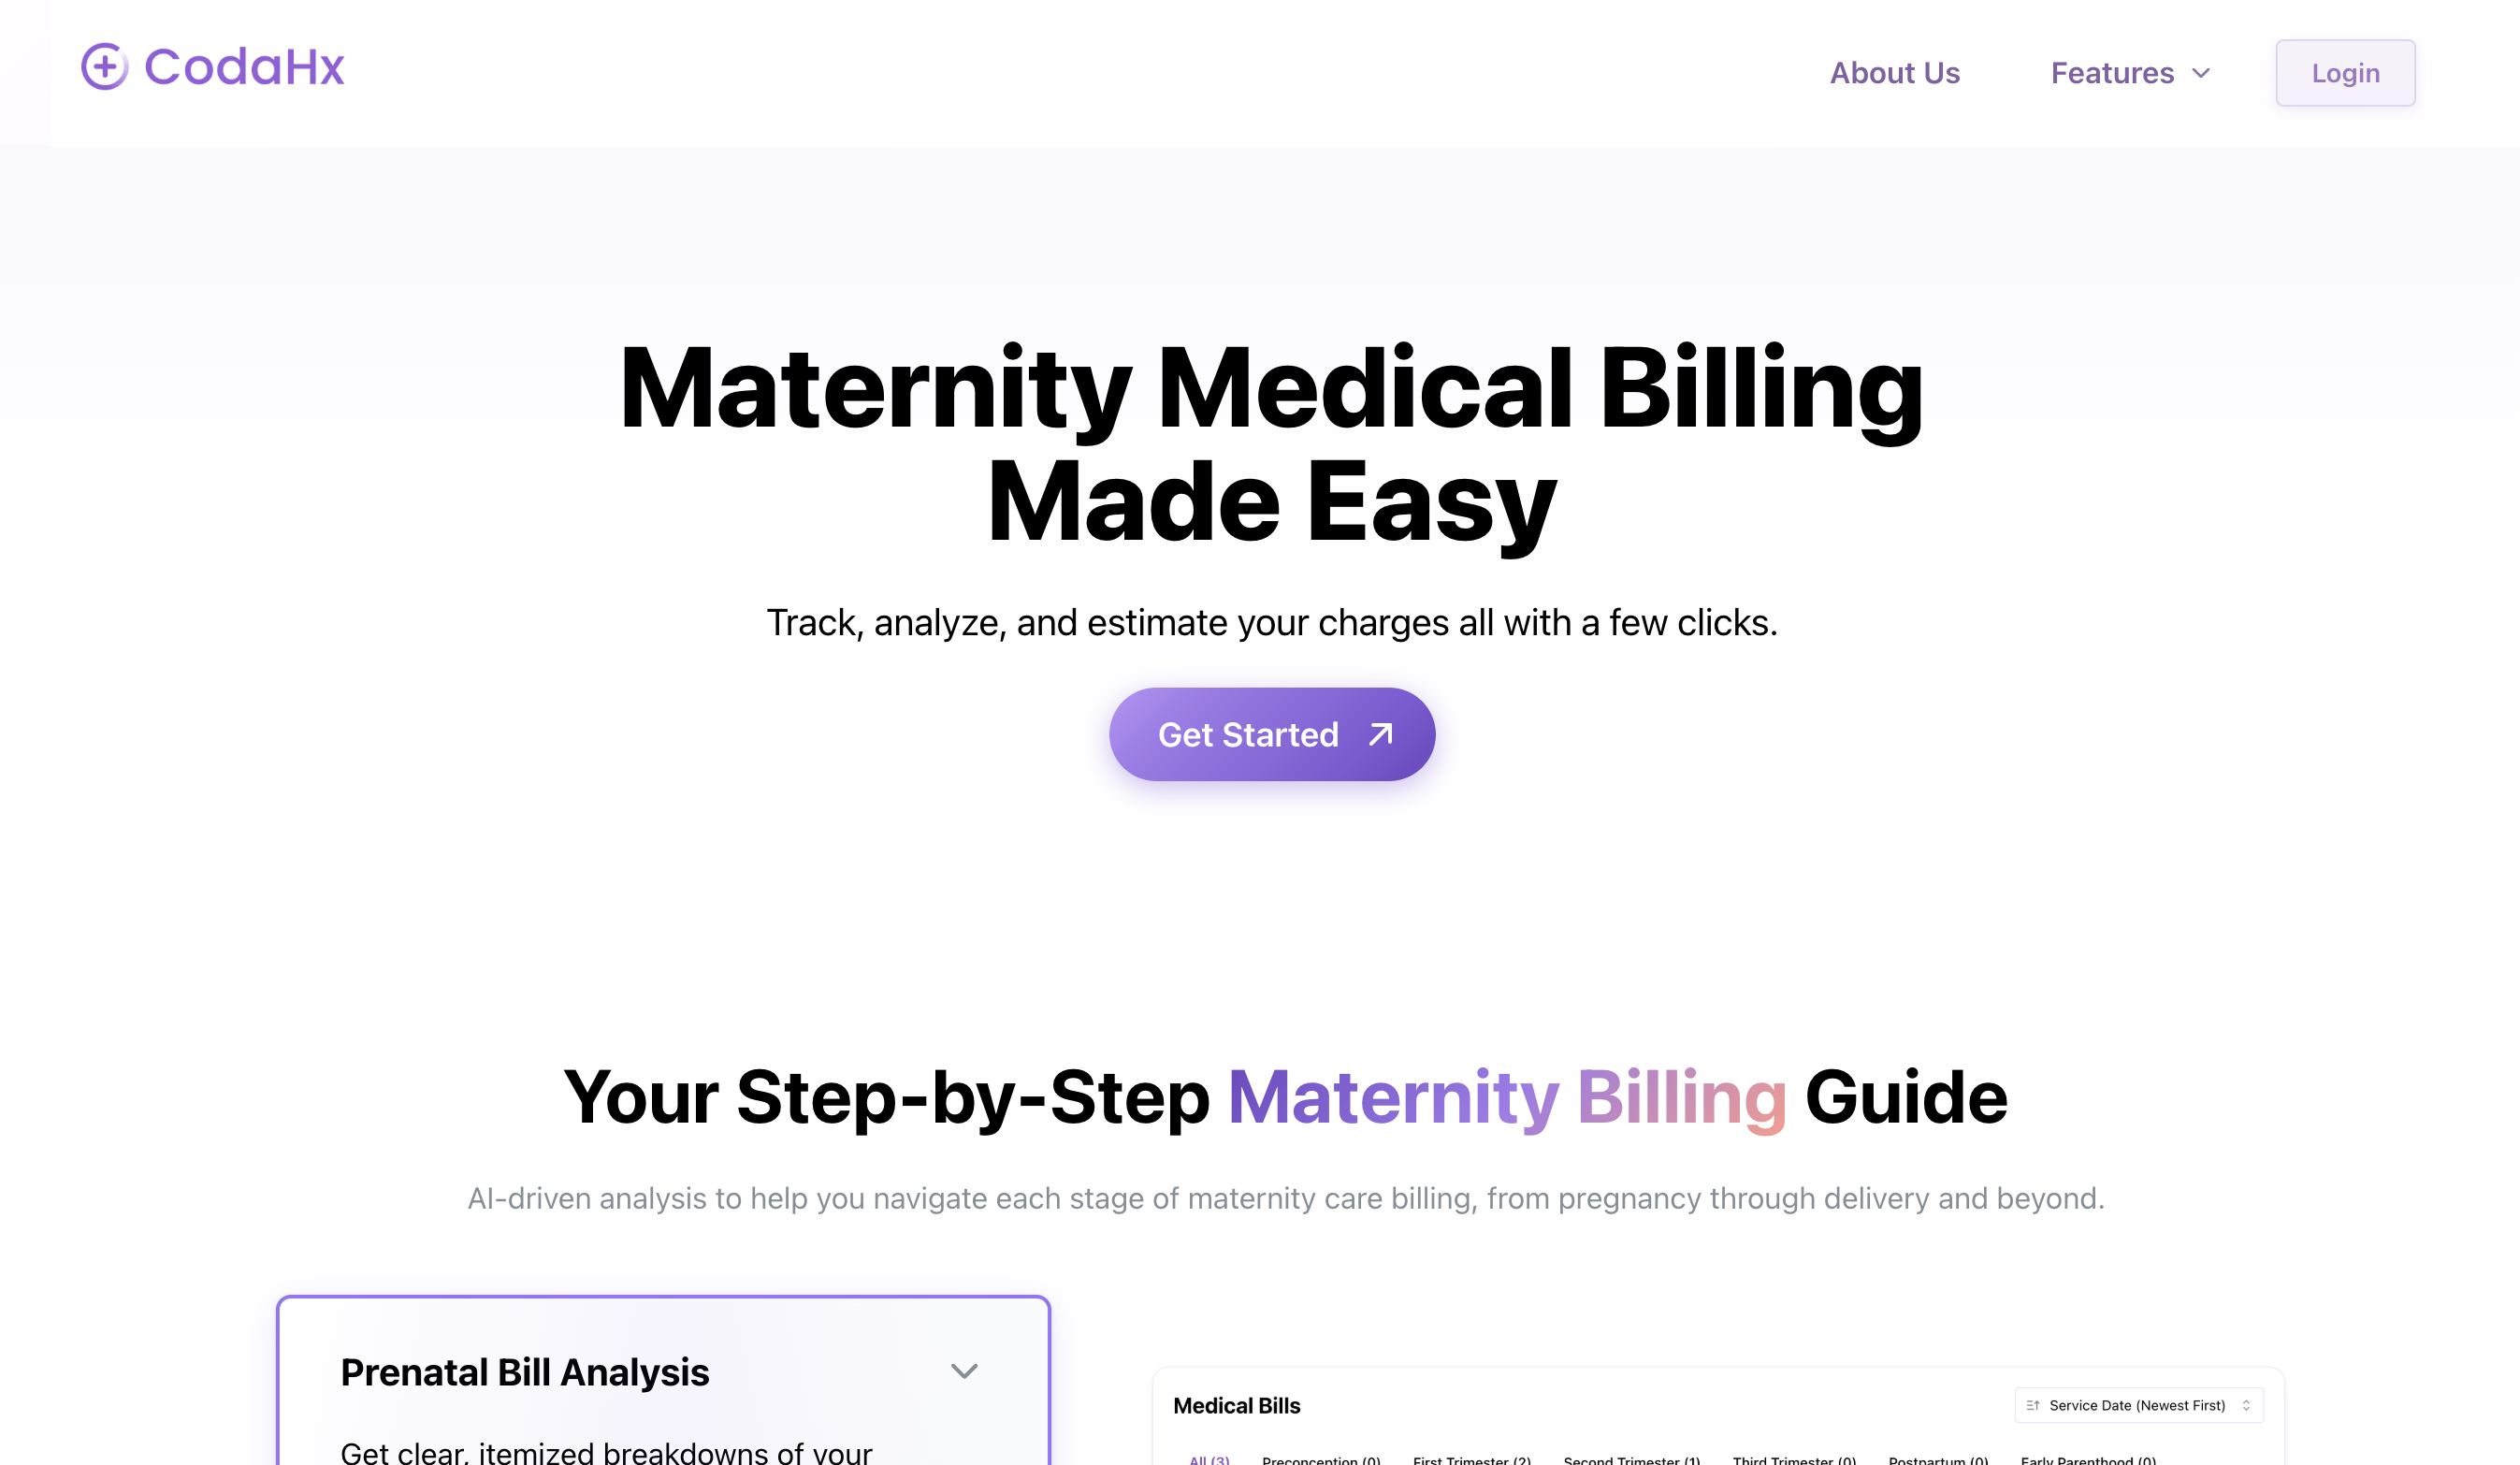 CodaHx
About Us
Features
Login
Maternity Medical Billing
Made Easy
Track, analyze, and estimate your charges all with a few clicks.
Get Started
Your Step-by-Step Maternity Billing Guide
AI-driven analysis to help you navigate each stage of maternity care billing, from pregnancy through delivery and beyond.
Prenatal Bill Analysis
Get clear, itemized breakdowns of your
Medical Bills
Service Date (Newest First)
All (3) Preconception (0) First Trimester (2) Second Trimester (1) Third Trimester (0) Postpartum (0) Early Parenthood (0)